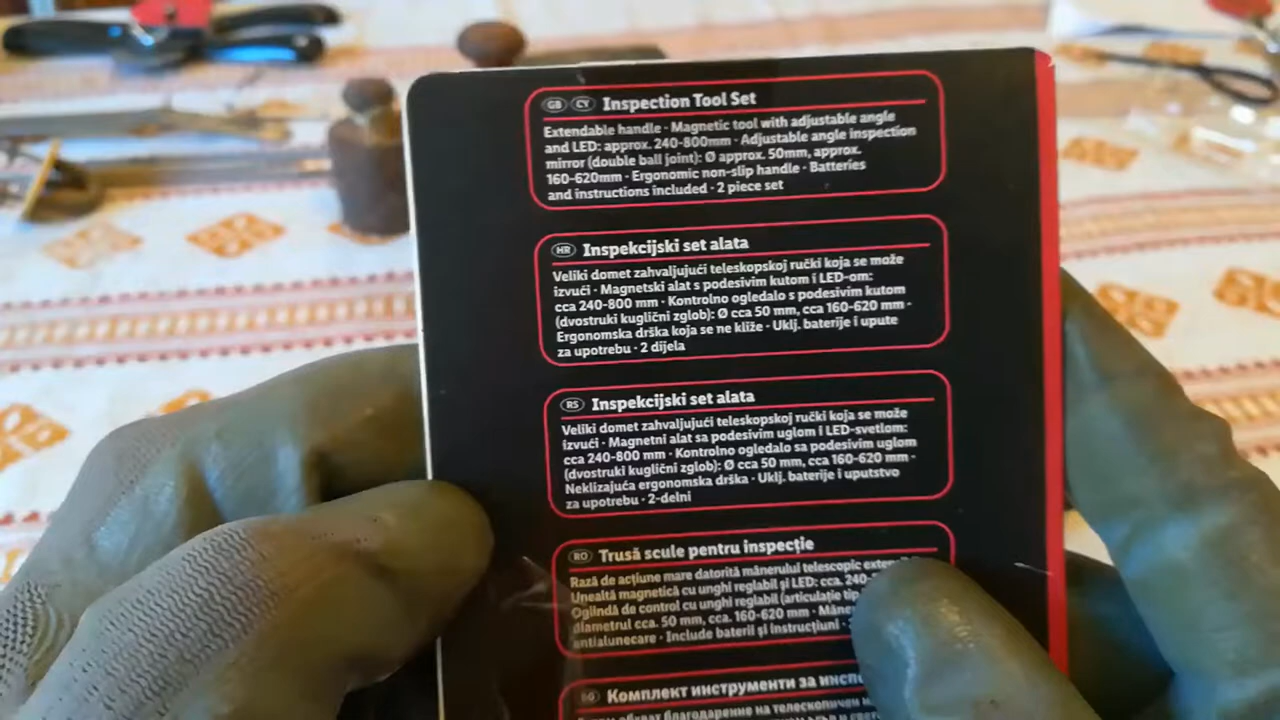 GB CY Inspection Tool Set
Extendable handle · Magnetic tool with adjustable angle
and LED: approx. 240-800mm · Adjustable angle inspection
mirror (double ball joint): Ø approx. 50mm, approx.
160-620mm · Ergonomic non-slip handle · Batteries
and instructions included · 2 piece set
HR Inspekcijski set alata
Veliki domet zahvaljujući teleskopskoj ručki koja se može
izvući · Magnetski alat s podesivim kutom i LED-om:
cca 240-800 mm · Kontrolno ogledalo s podesivim kutom
(dvostruki kuglični zglob): Ø cca 50 mm, cca 160-620 mm ·
Ergonomska drška koja se ne kliže · Uklj. baterije i upute
za upotrebu · 2 dijela
RS Inspekcijski set alata
Veliki domet zahvaljujući teleskopskoj ručki koja se može
izvući · Magnetni alat sa podesivim uglom i LED-svetlom:
cca 240-800 mm · Kontrolno ogledalo sa podesivim uglom
(dvostruki kuglični zglob): Ø cca 50 mm, cca 160-620 mm ·
Neklizajuća ergonomska drška · Uklj. baterije i uputstvo
za upotrebu · 2-delni
RO Trusă scule pentru inspecție
Rază de acțiune mare datorită mânerului telescopic
Unealtă magnetică cu unghi reglabil și LED: cca. 240-
Oglindă de control cu unghi reglabil (articulație
diametrul cca. 50 mm, cca. 160-620 mm ·
antialunecare · Include baterii și instrucțiuni ·
BG Комплект инструменти за
обхват благодарение на телескопичен